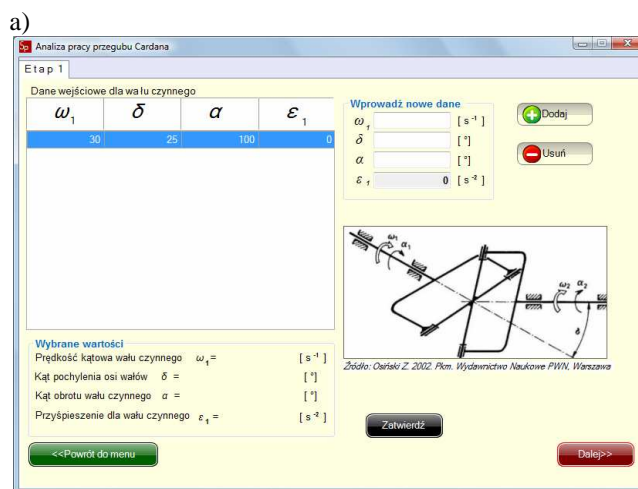 a)
Analiza pracy przegubu Cardana
Etap 1
Dane wejściowe dla wału czynnego
ω₁ δ α ε₁
30 25 100 0
Wprowadź nowe dane
ω₁ [ s⁻¹ ]
δ [ °]
α [ °]
ε₁ 0 [ s⁻² ]
Dodaj
Usuń
ω₁ α₁
ω₂ α₂
δ
Źródło: Osiński Z. 2002. Pkm. Wydawnictwo Naukowe PWN, Warszawa
Wybrane wartości
Prędkość kątowa wału czynnego ω₁= [ s⁻¹ ]
Kąt pochylenia osi wałów δ = [ °]
Kąt obrotu wału czynnego α = [ °]
Przyśpieszenie dla wału czynnego ε₁ = [ s⁻² ]
Zatwierdź
<<Powrót do menu
Dalej>>